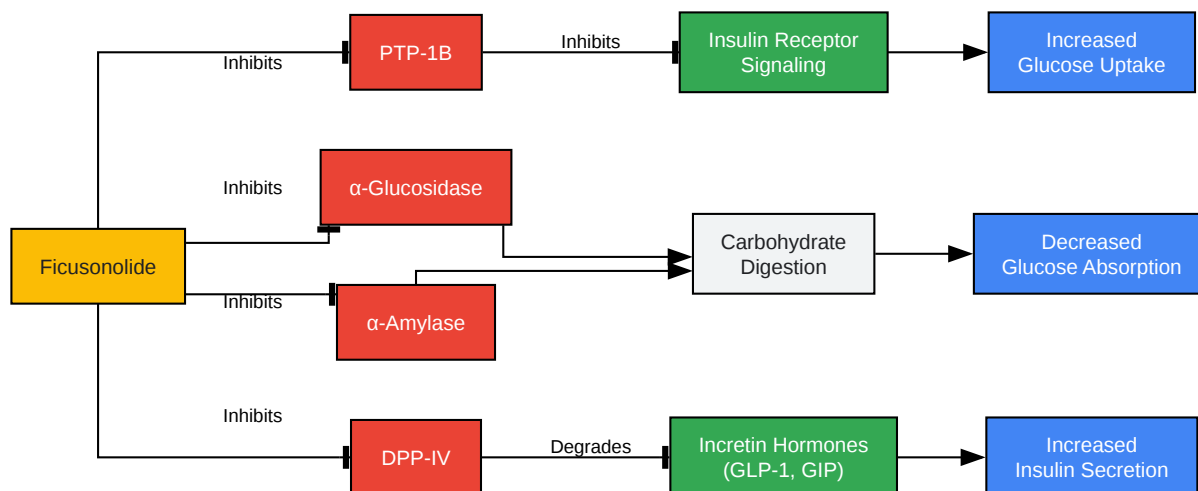 PTP-1B
Inhibits
Inhibits
Insulin Receptor
Signaling
Increased
Glucose Uptake
Inhibits
α-Glucosidase
Ficusonolide
Carbohydrate
Digestion
Decreased
Glucose Absorption
Inhibits
α-Amylase
Inhibits
DPP-IV
Degrades
Incretin Hormones
(GLP-1, GIP)
Increased
Insulin Secretion